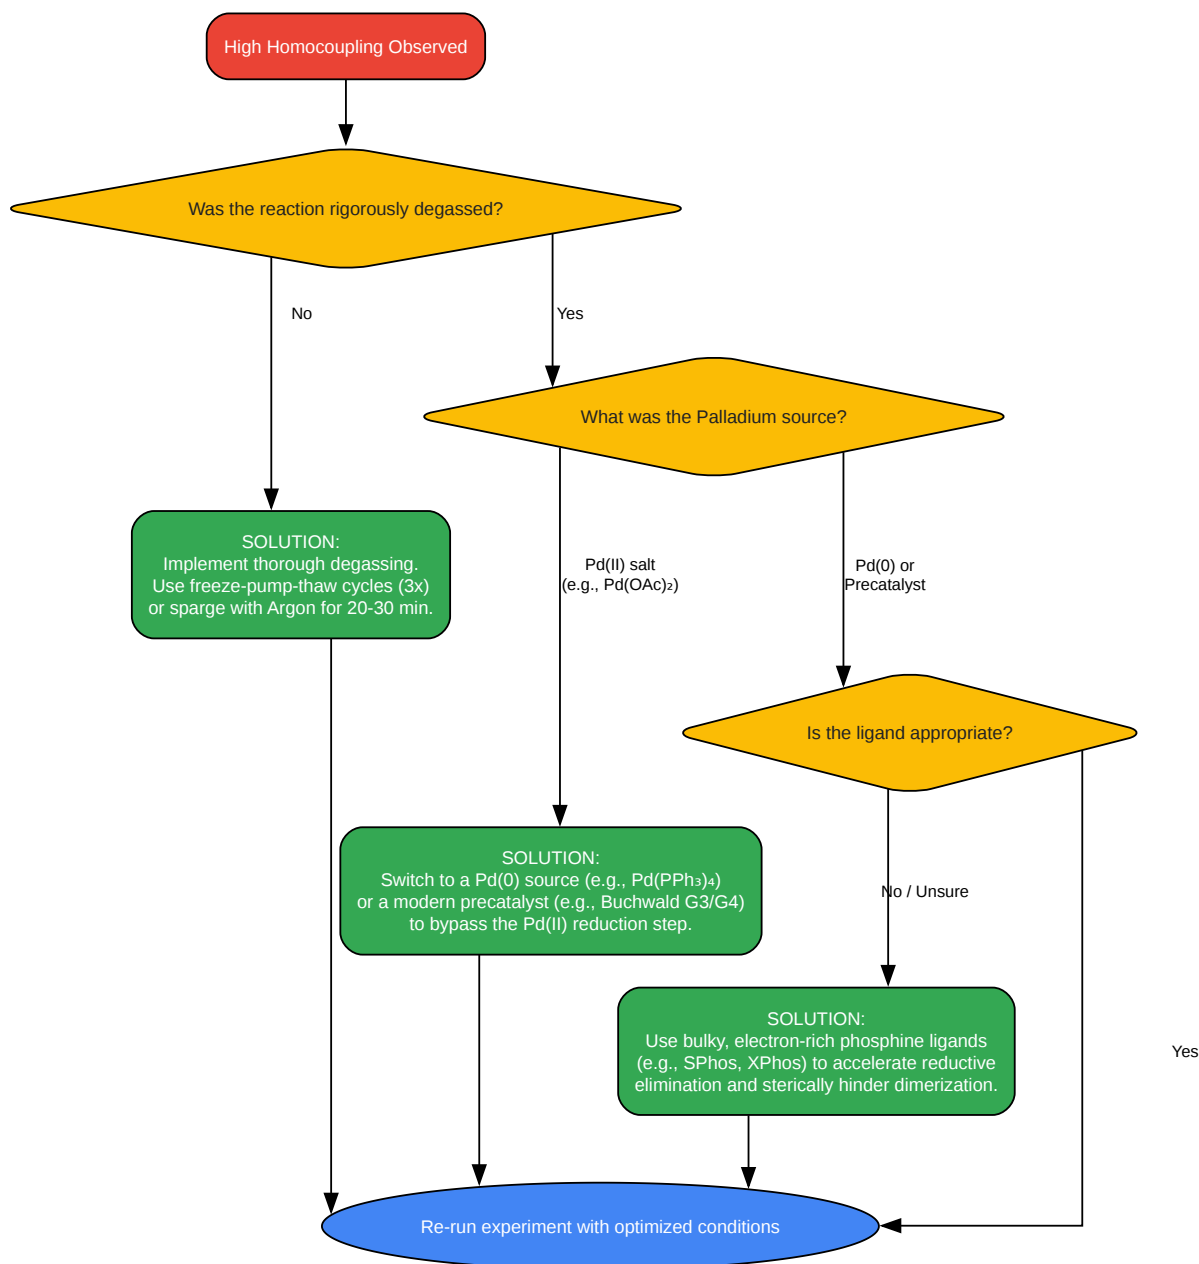 High Homocoupling Observed
Was the reaction rigorously degassed?
No
Yes
What was the Palladium source?
SOLUTION:
Implement thorough degassing.
Use freeze-pump-thaw cycles (3x)
or sparge with Argon for 20-30 min.
Pd(II) salt
(e.g., Pd(OAc)₂)
Pd(0) or
Precatalyst
Is the ligand appropriate?
SOLUTION:
Switch to a Pd(0) source (e.g., Pd(PPh₃)₄)
or a modern precatalyst (e.g., Buchwald G3/G4)
to bypass the Pd(II) reduction step.
No / Unsure
SOLUTION:
Use bulky, electron-rich phosphine ligands
(e.g., SPhos, XPhos) to accelerate reductive
elimination and sterically hinder dimerization.
Yes
Re-run experiment with optimized conditions